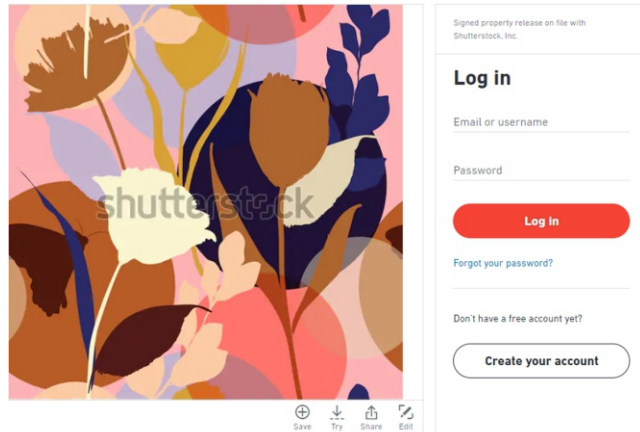 shutterstock
Save
Try
Share
Edit
Signed property release on file with
Shutterstock, Inc.
Log in
Email or username
Password
Log in
Forgot your password?
Don't have a free account yet?
Create your account